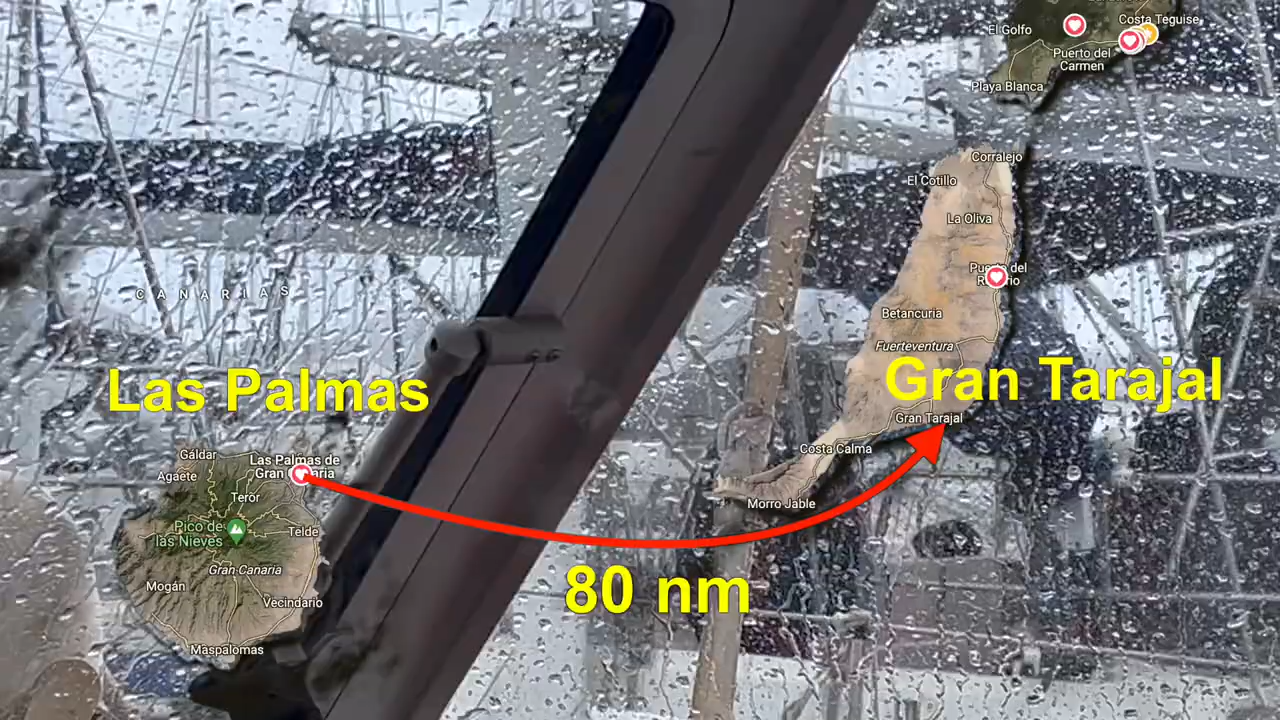 El Golfo
Costa Teguise
Puerto del
Carmen
Playa Blanca
Corralejo
El Cotillo
La Oliva
CANARIAS
Betancuria
Fuerteventura
Las Palmas
Gran Tarajal
Gran Tarajal
Costa Calma
Morro Jable
Gáldar
Agaete
Las Palmas de
Gran
Teror
Pico de
las Nieves
Telde
Gran Canaria
Mogán
Vecindario
Maspalomas
80 nm